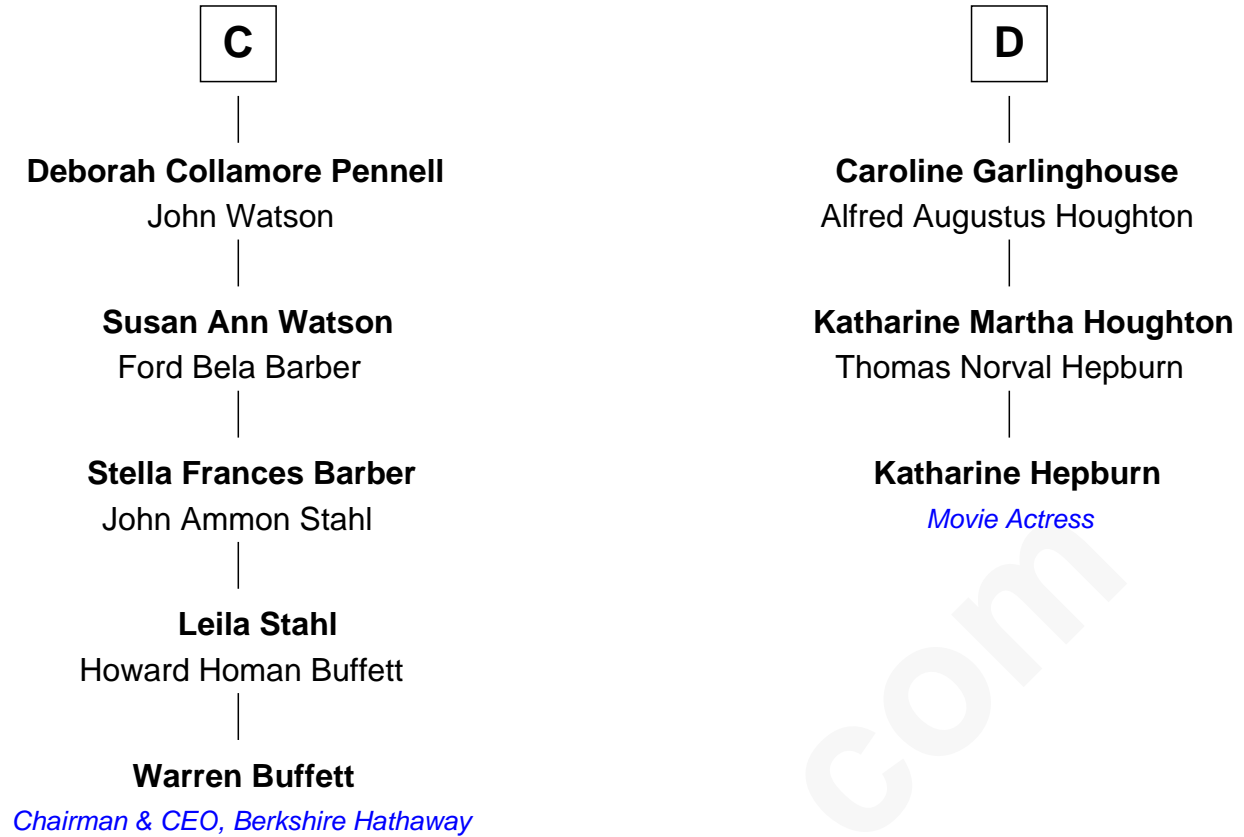 C
Deborah Collamore Pennell
John Watson
Susan Ann Watson
Ford Bela Barber
Stella Frances Barber
John Ammon Stahl
Leila Stahl
Howard Homan Buffett
Warren Buffett
Chairman & CEO, Berkshire Hathaway
D
Caroline Garlinghouse
Alfred Augustus Houghton
Katharine Martha Houghton
Thomas Norval Hepburn
Katharine Hepburn
Movie Actress
com